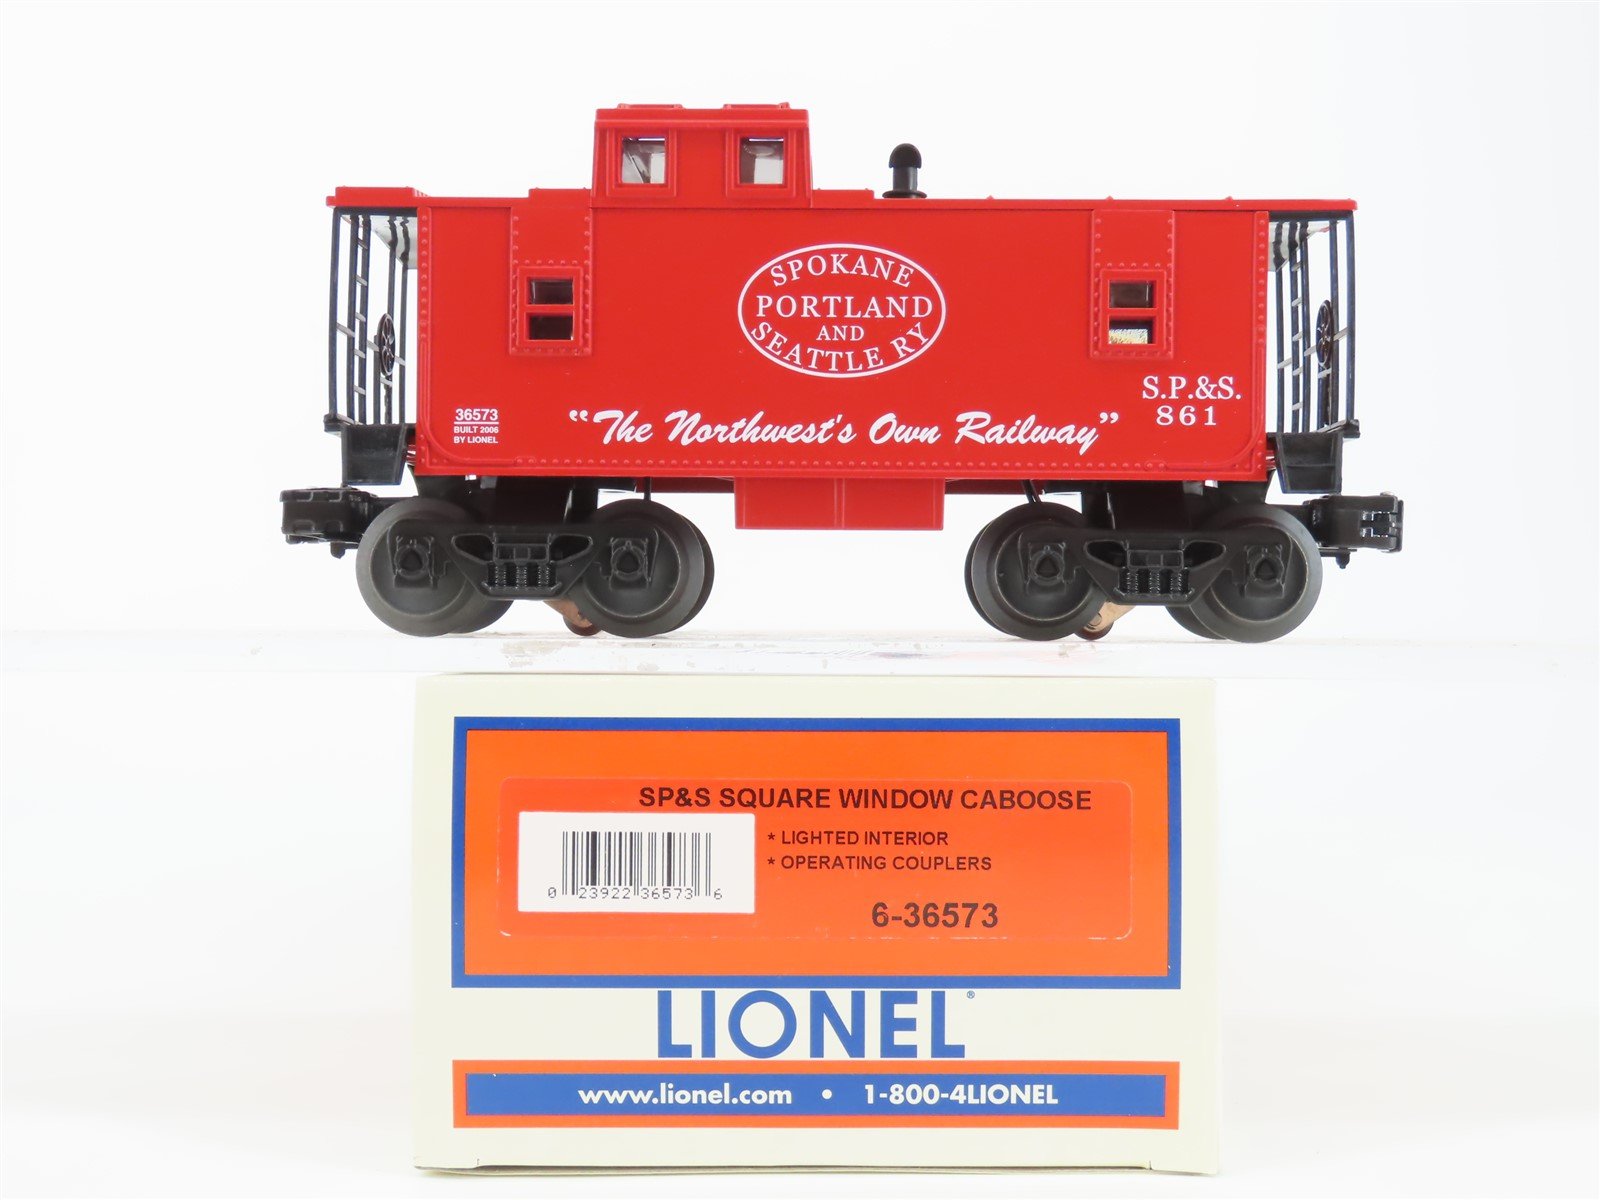 SPOKANE
PORTLAND
AND
SEATTLE RY
S.P.&S.
861
36573
BUILT 2006
BY LIONEL
“The Northwest's Own Railway”
SP&S SQUARE WINDOW CABOOSE
* LIGHTED INTERIOR
* OPERATING COUPLERS
0 23922 36573 6
6-36573
LIONEL®
www.lionel.com • 1-800-4LIONEL